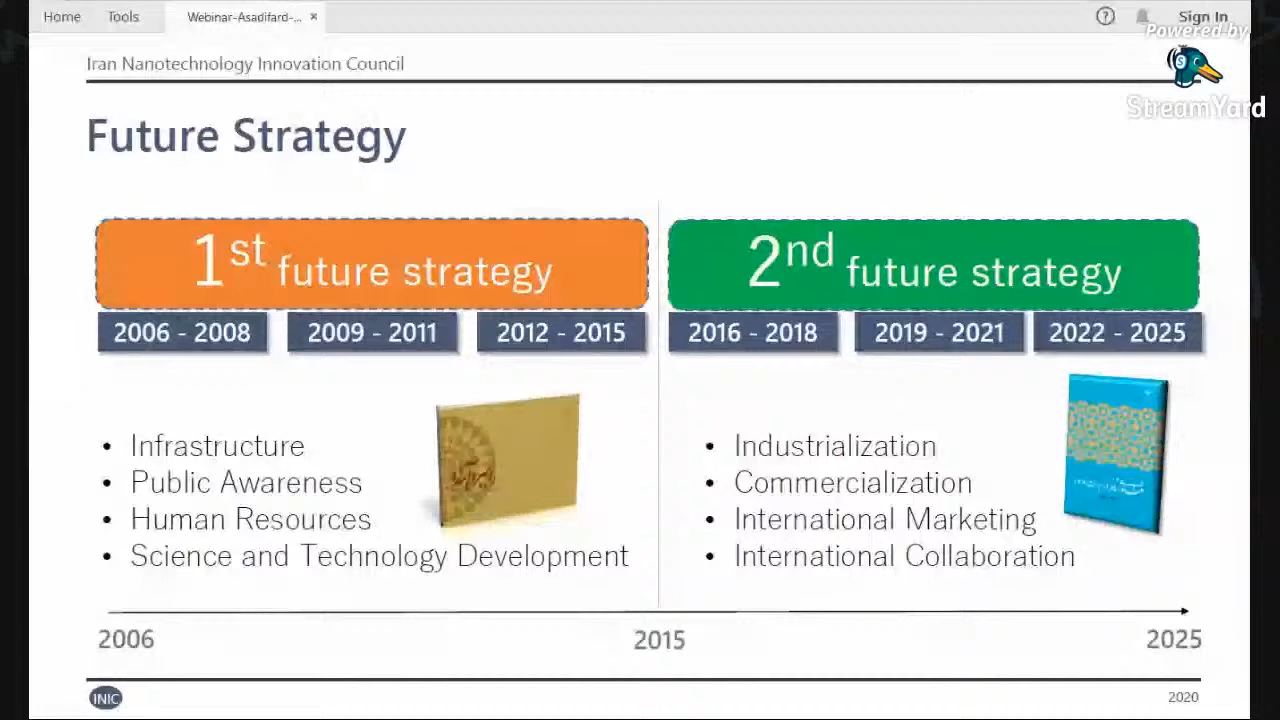 Home Tools Webinar-Asadifard-... × Sign In
Powered by
StreamYard
Iran Nanotechnology Innovation Council
Future Strategy
1st future strategy
2006 - 2008 2009 - 2011 2012 - 2015
Infrastructure
Public Awareness
Human Resources
Science and Technology Development
2nd future strategy
2016 - 2018 2019 - 2021 2022 - 2025
Industrialization
Commercialization
International Marketing
International Collaboration
2006 2015 2025
INIC 2020